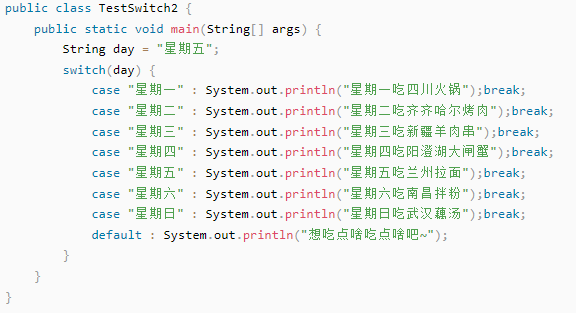 public class TestSwitch2 {
    public static void main(String[] args) {
        String day = "星期五";
        switch(day) {
            case "星期一" : System.out.println("星期一吃四川火锅");break;
            case "星期二" : System.out.println("星期二吃齐齐哈尔烤肉");break;
            case "星期三" : System.out.println("星期三吃新疆羊肉串");break;
            case "星期四" : System.out.println("星期四吃阳澄湖大闸蟹");break;
            case "星期五" : System.out.println("星期五吃兰州拉面");break;
            case "星期六" : System.out.println("星期六吃南昌拌粉");break;
            case "星期日" : System.out.println("星期日吃武汉藕汤");break;
            default : System.out.println("想吃点啥吃点啥吧~");
        }
    }
}